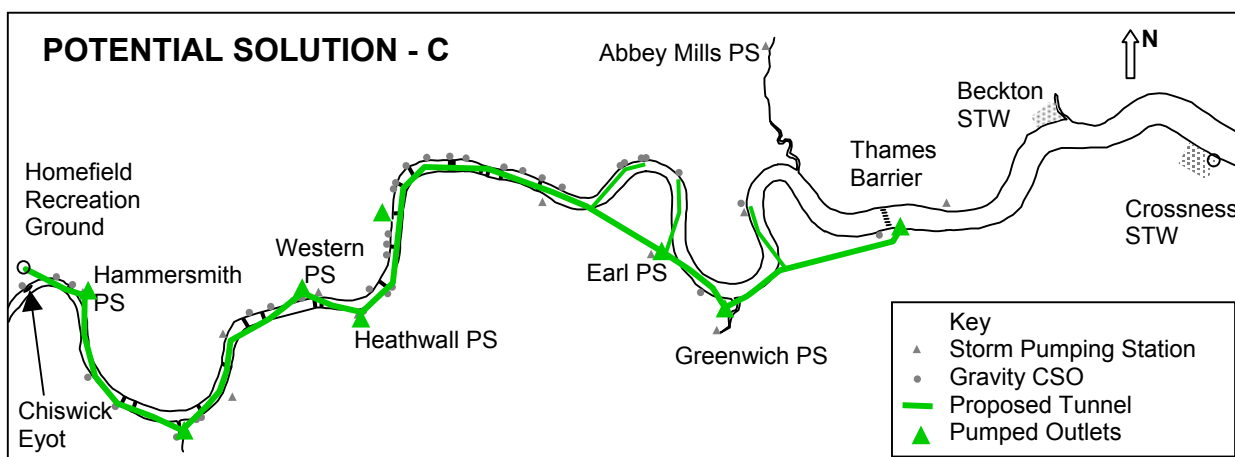 POTENTIAL SOLUTION - C
Abbey Mills PS
N
Beckton
STW
Thames
Barrier
Homefield
Recreation
Ground
Crossness
STW
Western
PS
Hammersmith
PS
Earl PS
Heathwall PS
Greenwich PS
Chiswick
Eyot
Key
Storm Pumping Station
Gravity CSO
Proposed Tunnel
Pumped Outlets